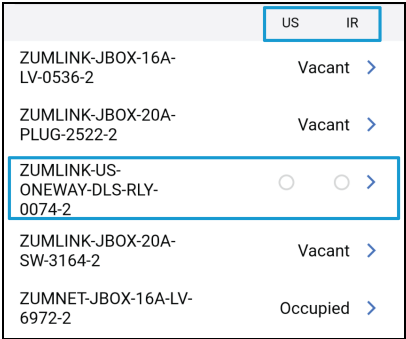 US IR
ZUMLINK-JBOX-16A-
LV-0536-2
Vacant
ZUMLINK-JBOX-20A-
PLUG-2522-2
Vacant
ZUMLINK-US-
ONEWAY-DLS-RLY-
0074-2
ZUMLINK-JBOX-20A-
SW-3164-2
Vacant
ZUMNET-JBOX-16A-LV-
6972-2
Occupied